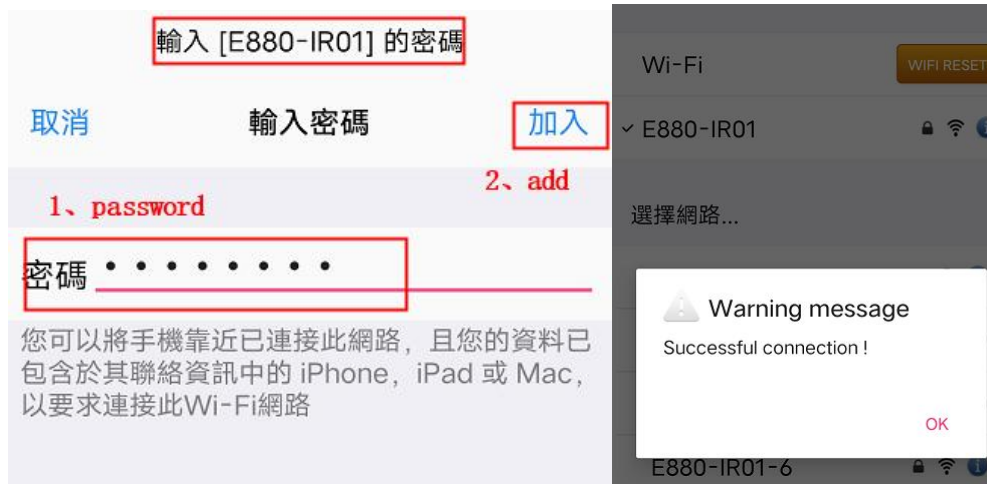 輸入 [E880-IR01] 的密碼
取消
輸入密碼
加入
2、add
1、password
密碼 ••••••••
您可以將手機靠近已連接此網路，且您的資料已
包含於其聯絡資訊中的 iPhone，iPad 或 Mac，
以要求連接此Wi-Fi網路
Wi-Fi
WIFI RESET
E880-IR01
選擇網路...
Warning message
Successful connection !
OK
E880-IR01-6